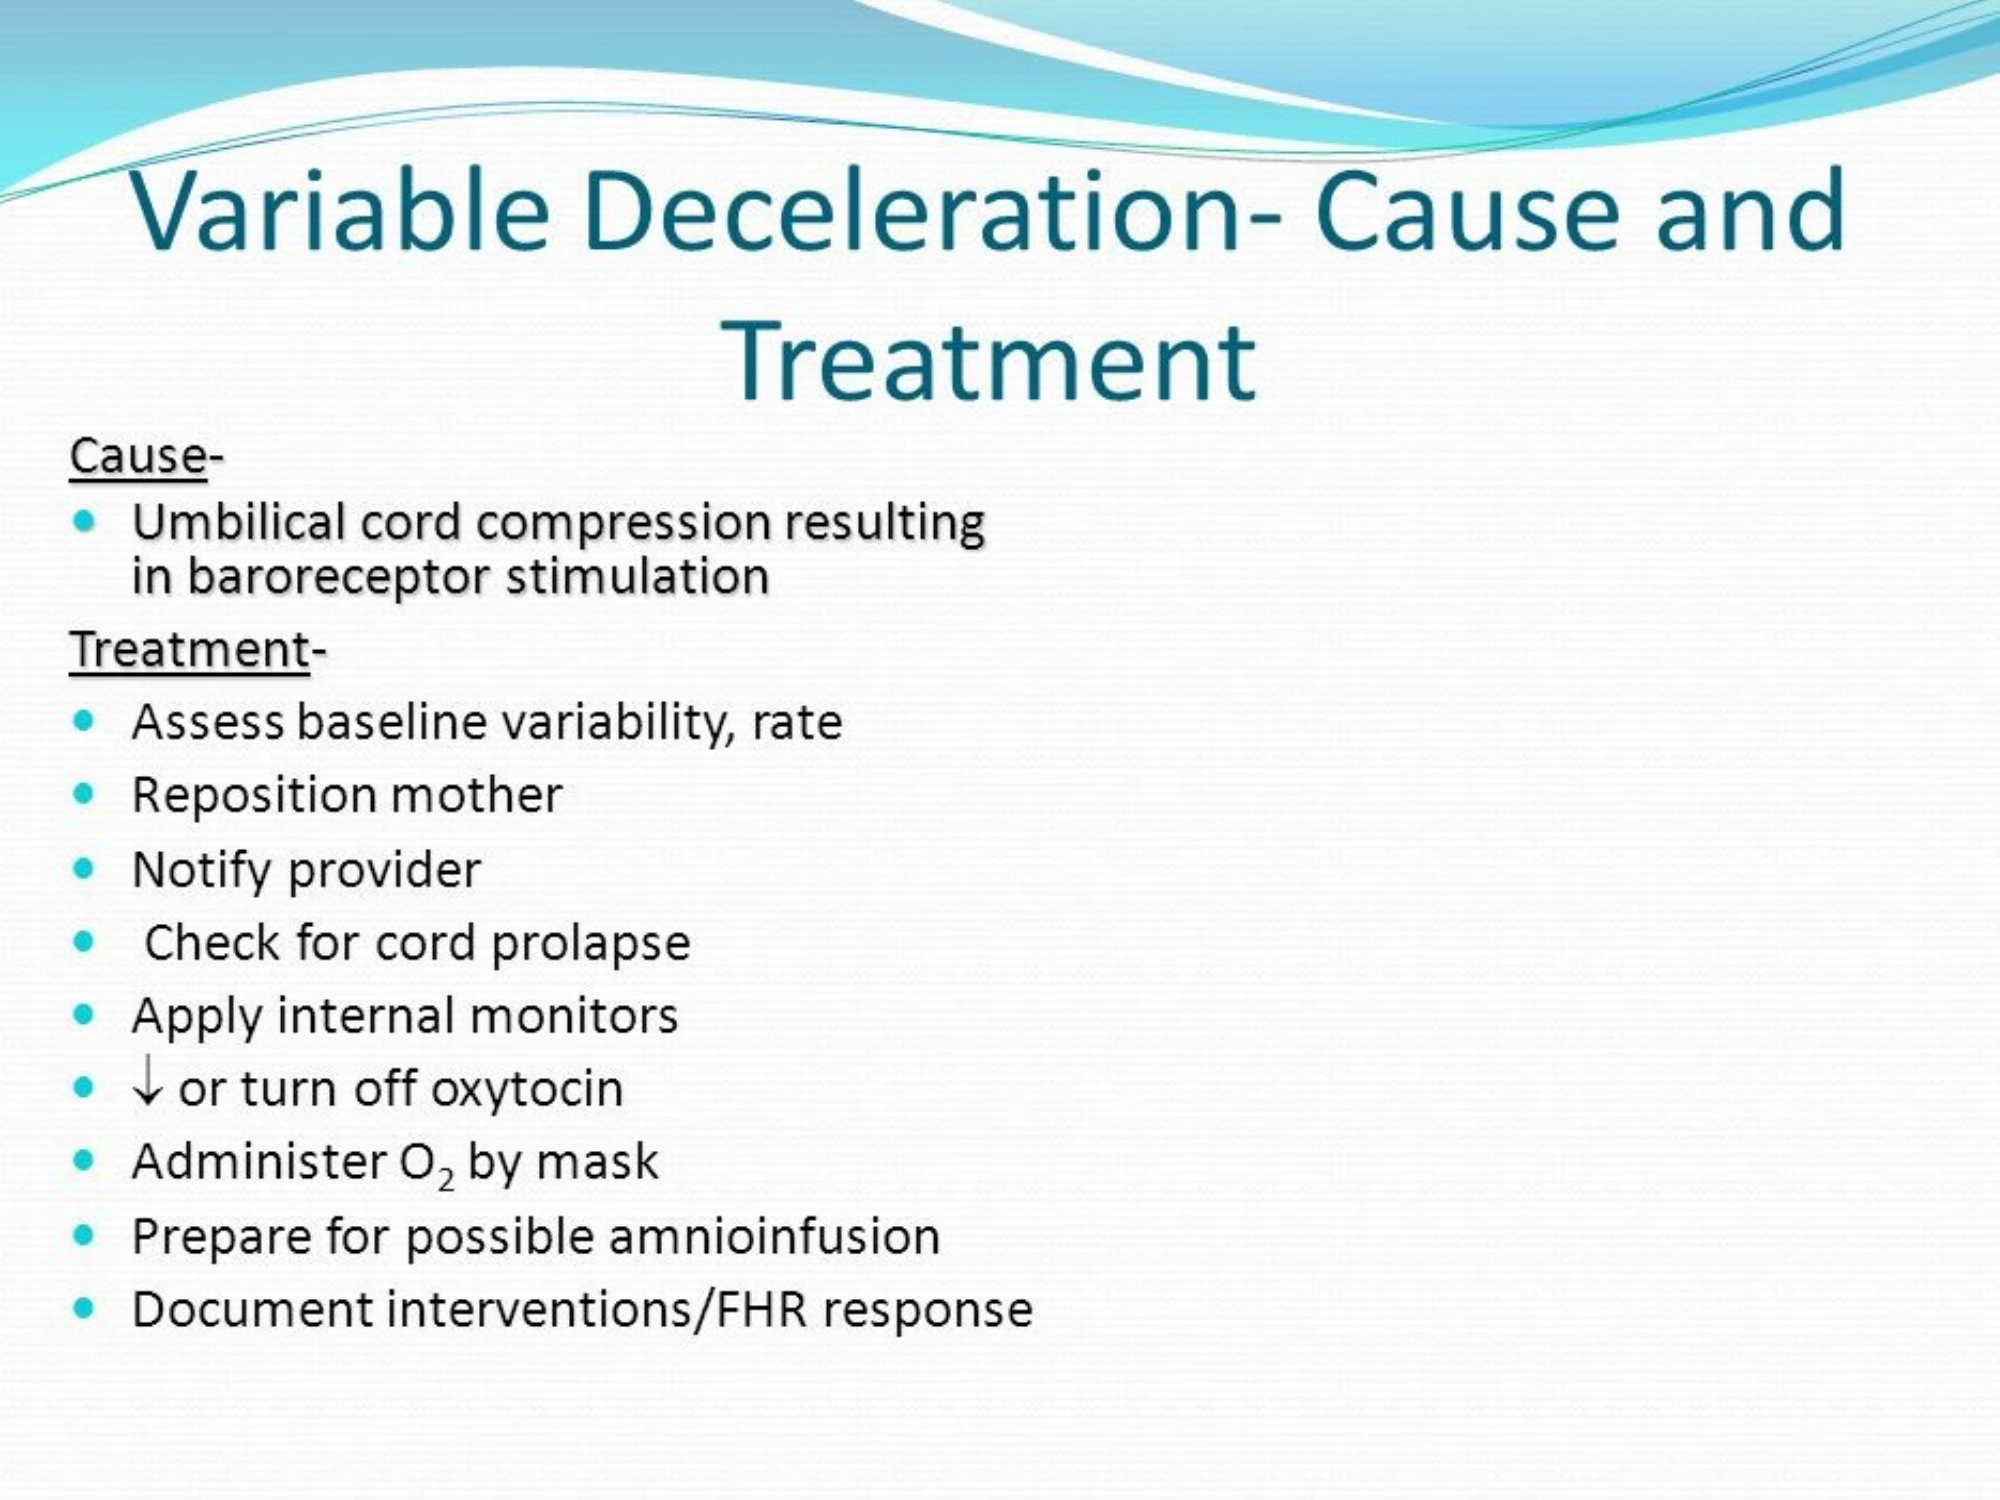 Variable Deceleration- Cause and
Treatment
Cause-
• Umbilical cord compression resulting
in baroreceptor stimulation
Treatment-
• Assess baseline variability, rate
• Reposition mother
• Notify provider
• Check for cord prolapse
• Apply internal monitors
• ↓ or turn off oxytocin
• Administer O₂ by mask
• Prepare for possible amnioinfusion
• Document interventions/FHR response